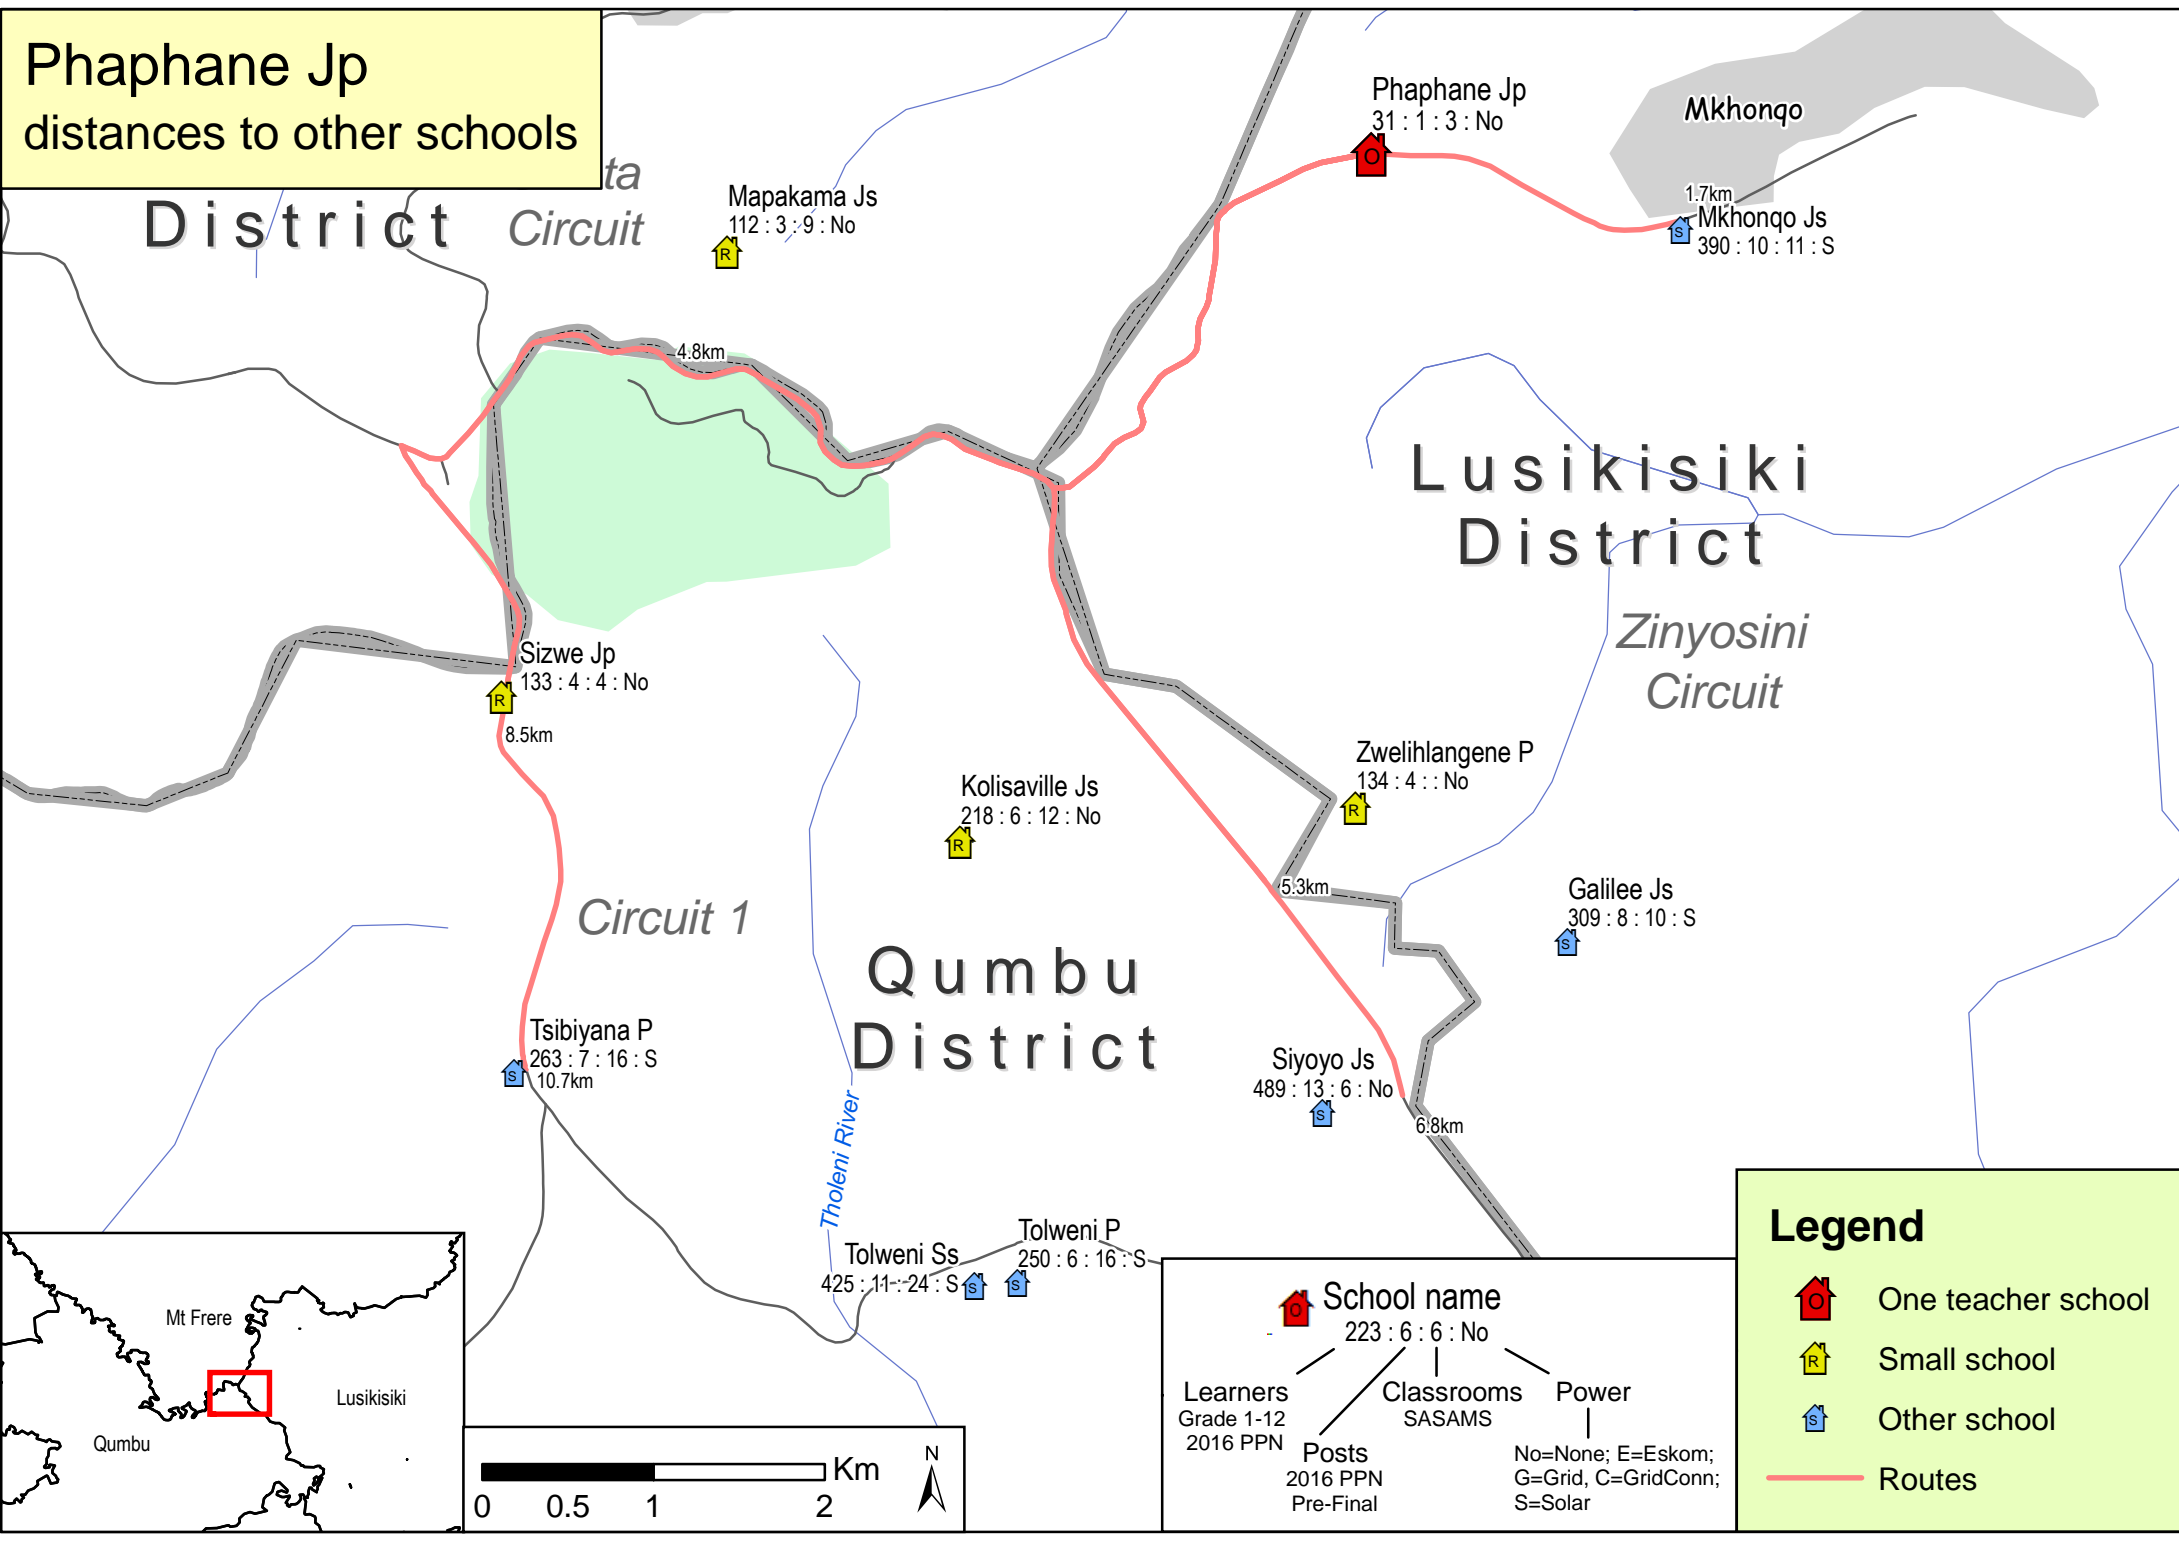 Phaphane Jp
distances to other schools
ta
Circuit
District
Mapakama Js
112 : 3 : 9 : No
Phaphane Jp
31 : 1 : 3 : No
O
Mkhonqo
1.7km
Mkhonqo Js
390 : 10 : 11 : S
S
R
4.8km
Lusikisiki
District
Zinyosini
Circuit
Sizwe Jp
133 : 4 : 4 : No
R
8.5km
Zwelihlangene P
134 : 4 : : No
R
Kolisaville Js
218 : 6 : 12 : No
R
5.3km
Galilee Js
309 : 8 : 10 : S
S
Circuit 1
Qumbu
District
Tsibiyana P
263 : 7 : 16 : S
S
10.7km
Siyoyo Js
489 : 13 : 6 : No
S
6.8km
Tholeni River
Tolweni P
250 : 6 : 16 : S
S
Tolweni Ss
425 : 11 : 24 : S
S
Mt Frere
Lusikisiki
Qumbu
Km
0 0.5 1 2
N
O
School name
223 : 6 : 6 : No
Learners
Grade 1-12
2016 PPN
Posts
2016 PPN
Pre-Final
Classrooms
SASAMS
Power
No=None; E=Eskom;
G=Grid, C=GridConn;
S=Solar
Legend
O One teacher school
R Small school
S Other school
Routes